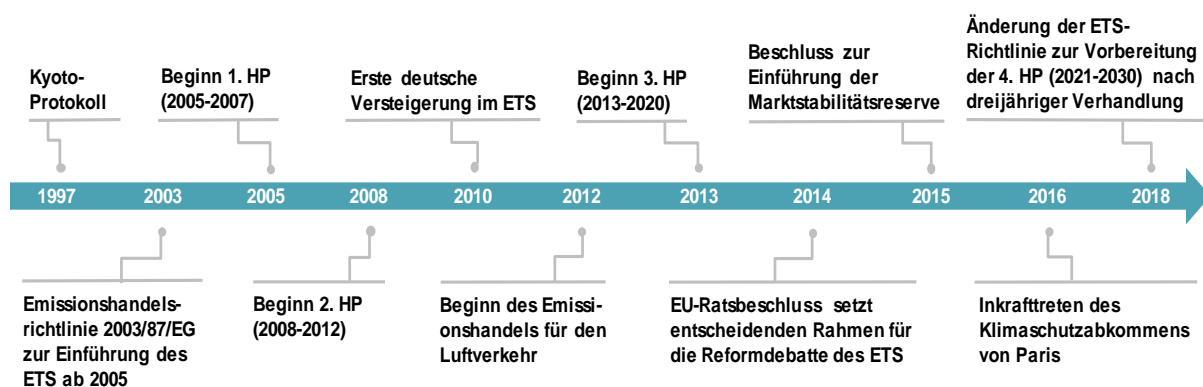 Kyoto-
Protokoll
Beginn 1. HP
(2005-2007)
Erste deutsche
Versteigerung im ETS
Beginn 3. HP
(2013-2020)
Beschluss zur
Einführung der
Marktstabilitätsreserve
Änderung der ETS-
Richtlinie zur Vorbereitung
der 4. HP (2021-2030) nach
dreijähriger Verhandlung
1997 2003 2005 2008 2010 2012 2013 2014 2015 2016 2018
Emissionshandels-
richtlinie 2003/87/EG
zur Einführung des
ETS ab 2005
Beginn 2. HP
(2008-2012)
Beginn des Emissi-
onshandels für den
Luftverkehr
EU-Ratsbeschluss setzt
entscheidenden Rahmen für
die Reformdebatte des ETS
Inkrafttreten des
Klimaschutzabkommens
von Paris